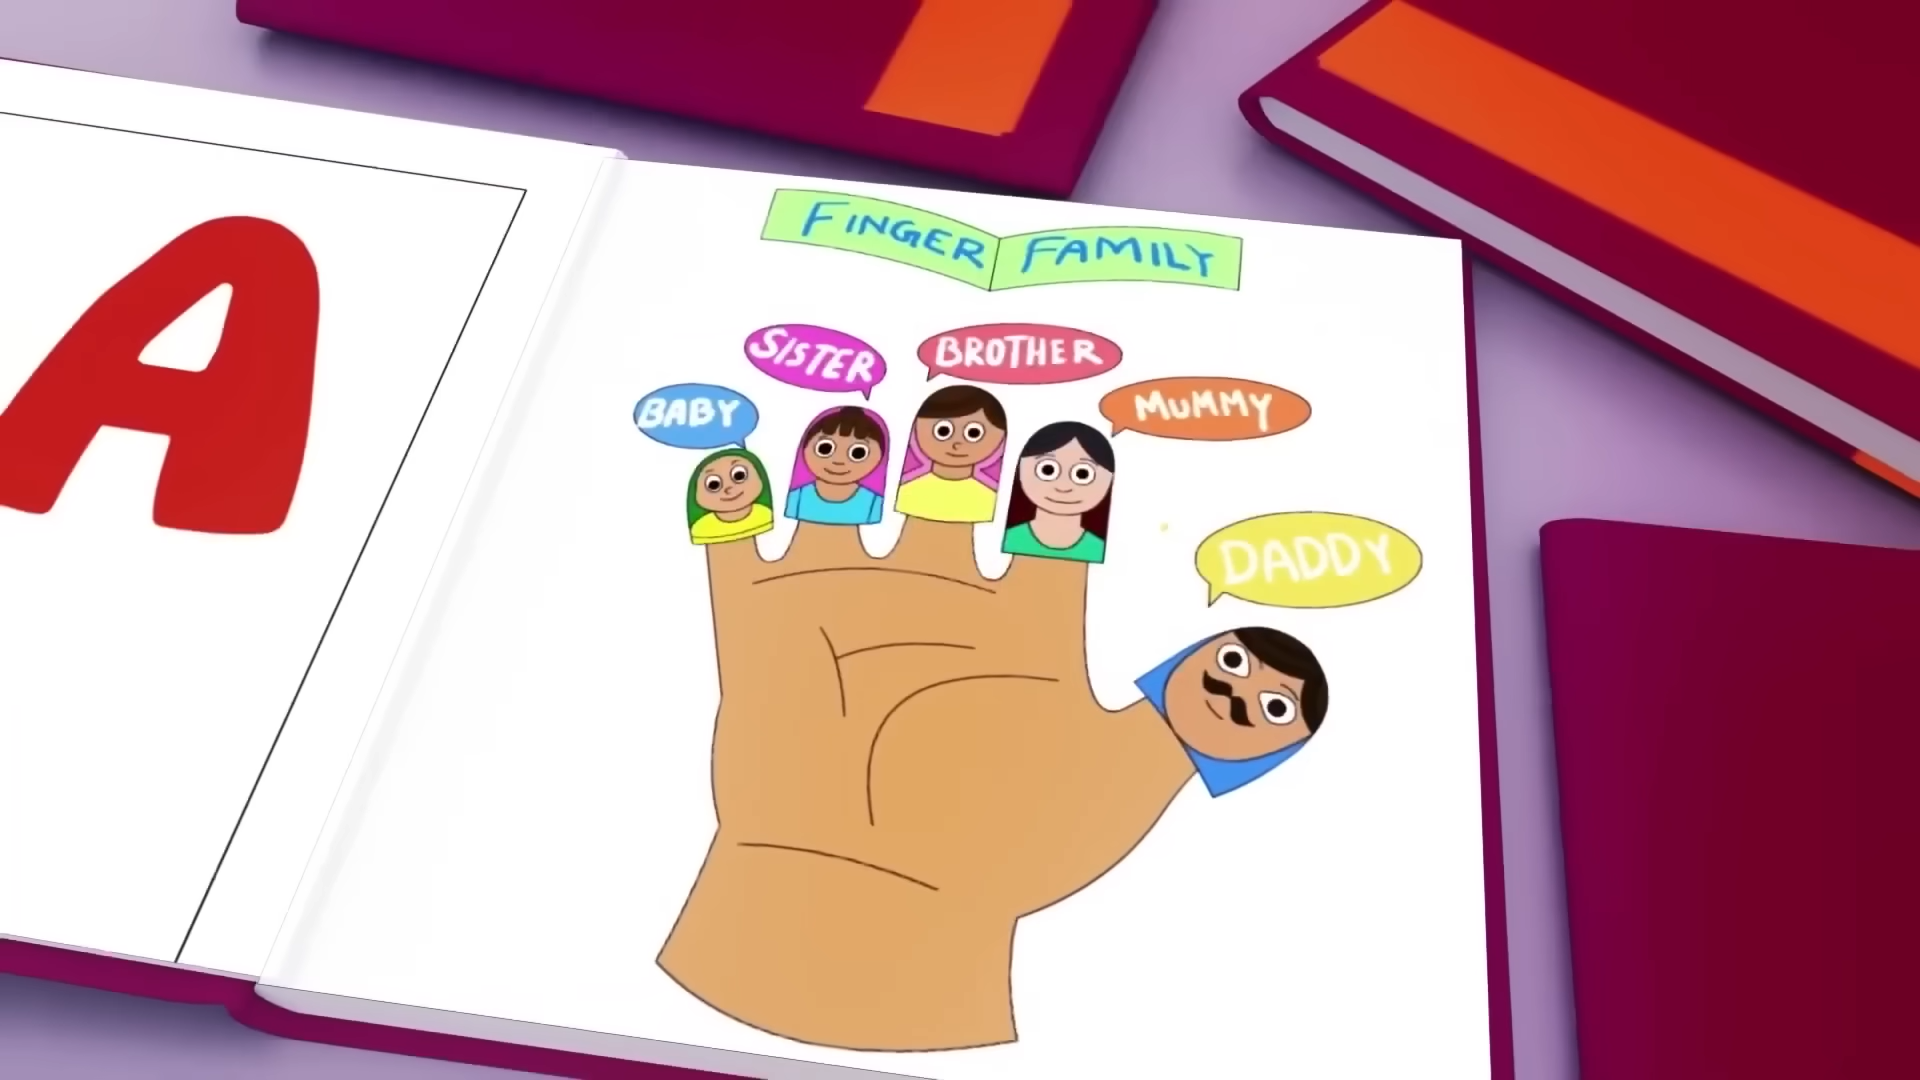 A
FINGER FAMILY
SISTER
BROTHER
BABY
MUMMY
DADDY